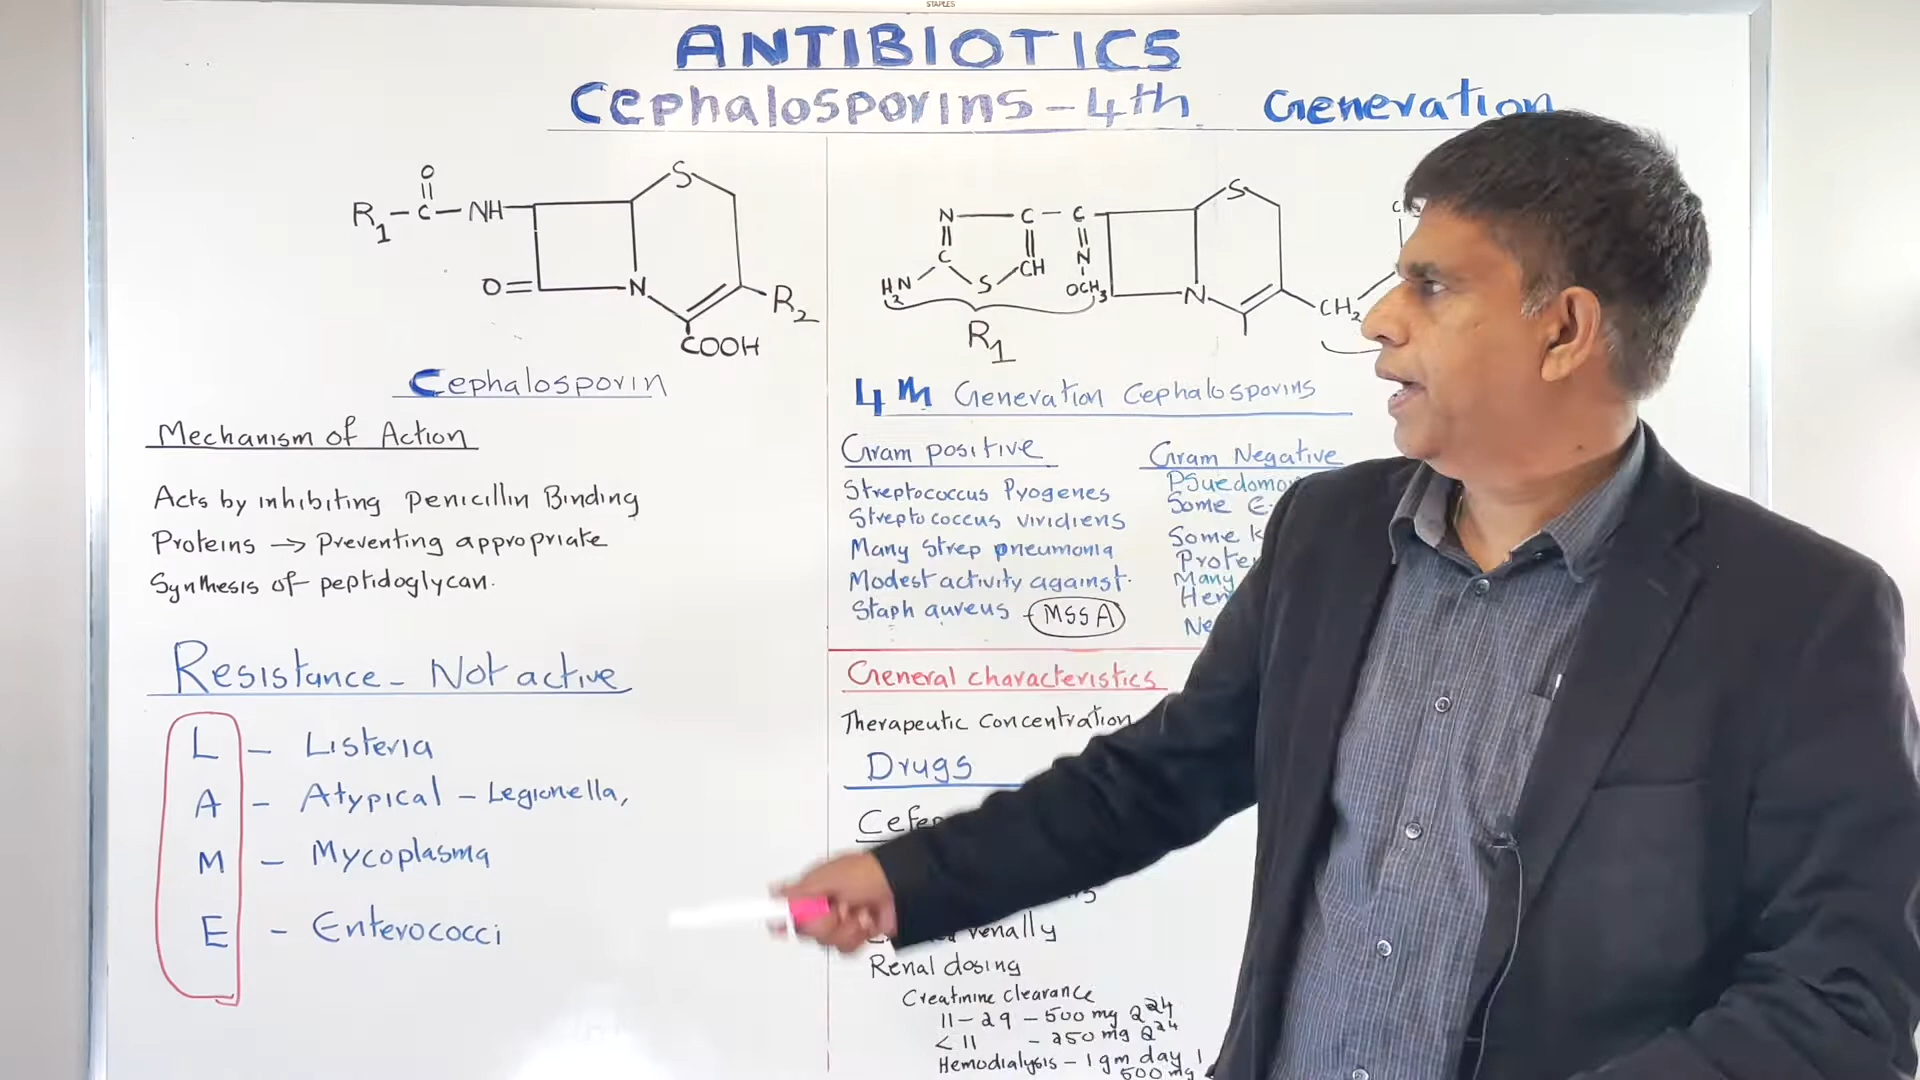 STAPLES
ANTIBIOTICS
Cephalosporins - 4th Generation
O
R1 - C - NH
S
O
N
R2
COOH
Cephalosporin
Mechanism of Action
Acts by inhibiting penicillin Binding
Proteins → Preventing appropriate
Synthesis of peptidoglycan.
Resistance - Not active
L - Listeria
A - Atypical - Legionella,
M - Mycoplasma
E - Enterococci
N C - C
S
C CH N
H2N S OCH3
N
CH2
R1
4th Generation Cephalosporins
Gram positive
Streptococcus Pyogenes
Streptococcus viridiens
Many Strep pneumonia
Modest activity against
Staph aureus - MSSA
Gram Negative
Some
Some
Many
General characteristics
Therapeutic Concentration
Drugs
renally
Renal dosing
Creatinine clearance
11 - 29 - 500 mg Q24
< 11 - 250 mg Q24
Hemodialysis - 1 gm day 1
500 mg